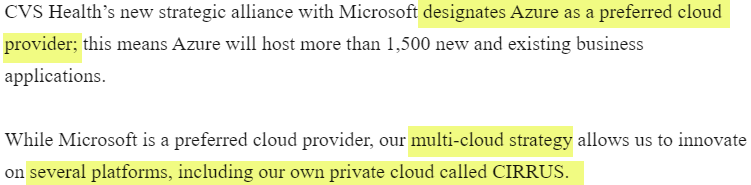 CVS Health’s new strategic alliance with Microsoft designates Azure as a preferred cloud
provider; this means Azure will host more than 1,500 new and existing business
applications.
While Microsoft is a preferred cloud provider, our multi-cloud strategy allows us to innovate
on several platforms, including our own private cloud called CIRRUS.